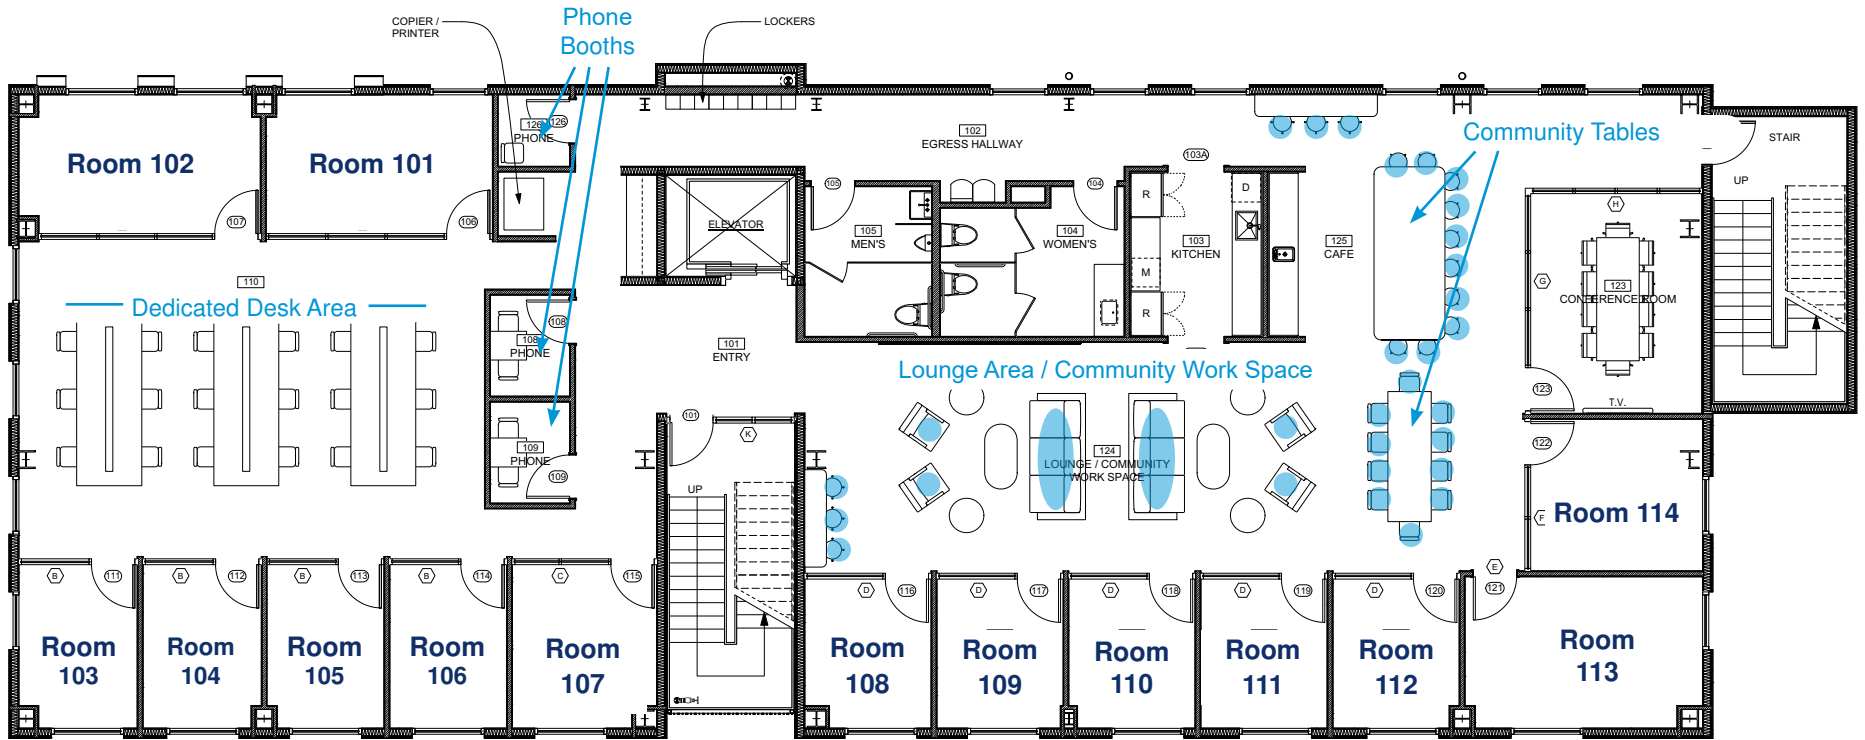 COPIER /
PRINTER
Phone
Booths
LOCKERS
126
126
PHONE
102
EGRESS HALLWAY
Community Tables
STAIR
UP
Room 102
Room 101
107
106
ELEVATOR
105
105
MEN'S
104
104
WOMEN'S
103A
R
D
103
KITCHEN
M
R
125
CAFE
H
G
123
CONFERENCE ROOM
123
T.V.
110
Dedicated Desk Area
108
108
PHONE
101
ENTRY
Lounge Area / Community Work Space
109
PHONE
109
101
K
UP
124
LOUNGE / COMMUNITY
WORK SPACE
122
F
Room 114
E
121
B
111
B
112
B
113
B
114
C
115
D
116
D
117
D
118
D
119
D
120
Room
103
Room
104
Room
105
Room
106
Room
107
Room
108
Room
109
Room
110
Room
111
Room
112
Room
113